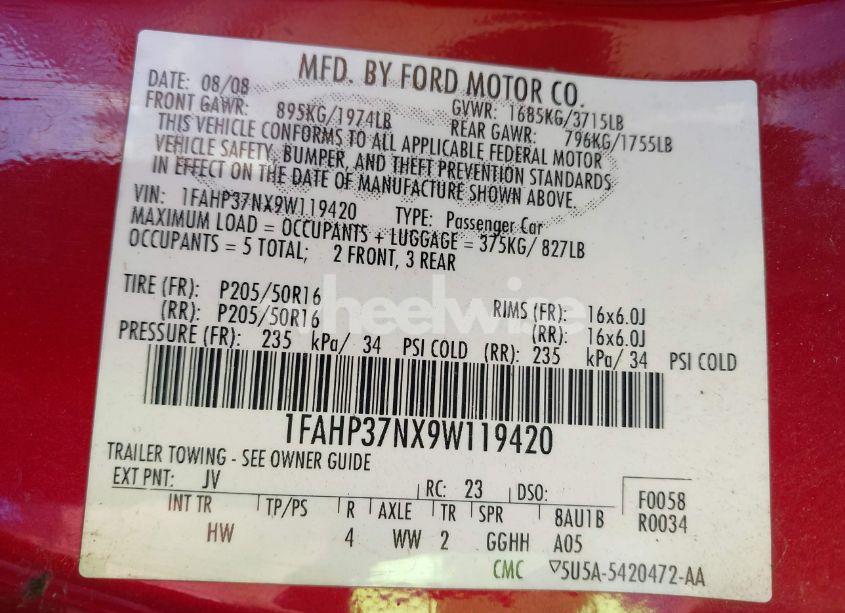 MFD. BY FORD MOTOR CO.
DATE: 08/08 GVWR: 1685KG/3715LB
FRONT GAWR: 895KG/1974LB REAR GAWR: 796KG/1755LB
THIS VEHICLE CONFORMS TO ALL APPLICABLE FEDERAL MOTOR
VEHICLE SAFETY, BUMPER, AND THEFT PREVENTION STANDARDS
IN EFFECT ON THE DATE OF MANUFACTURE SHOWN ABOVE.
VIN: 1FAHP37NX9W119420 TYPE: Passenger Car
MAXIMUM LOAD = OCCUPANTS + LUGGAGE = 375KG/ 827LB
OCCUPANTS = 5 TOTAL; 2 FRONT, 3 REAR
TIRE (FR): P205/50R16 RIMS (FR): 16x6.0J
(RR): P205/50R16 (RR): 16x6.0J
PRESSURE (FR): 235 kPa/ 34 PSI COLD (RR): 235 kPa/ 34 PSI COLD
1FAHP37NX9W119420
TRAILER TOWING - SEE OWNER GUIDE
EXT PNT: JV RC: 23 DSO: F0058
INT TR TP/PS R AXLE TR SPR 8AU1B R0034
HW 4 WW 2 GGHH A05
CMC 5U5A-5420472-AA
wheelwise